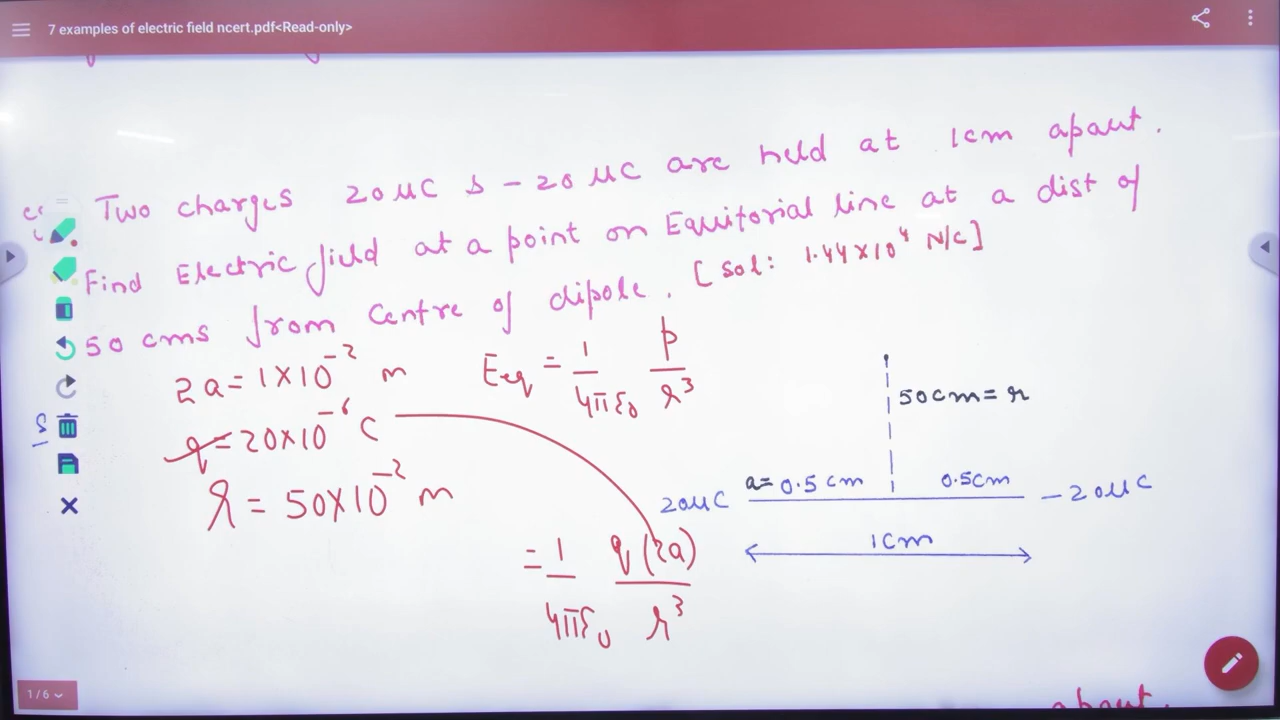 7 examples of electric field ncert.pdf<Read-only>
Two charges 20μC & -20 μC are held at 1cm apart.
Find Electric field at a point on Equitorial line at a dist of
50 cms from Centre of dipole. [Sol: 1.44×10⁴ N/C]
2a = 1×10⁻² m
q = 20×10⁻⁶ C
r = 50×10⁻² m
Eeq = 1/4πε₀ p/r³
= 1/4πε₀ q(2a)/r³
50cm = r
20μC a= 0.5 cm 0.5cm -20μC
1cm
1/6
apart.